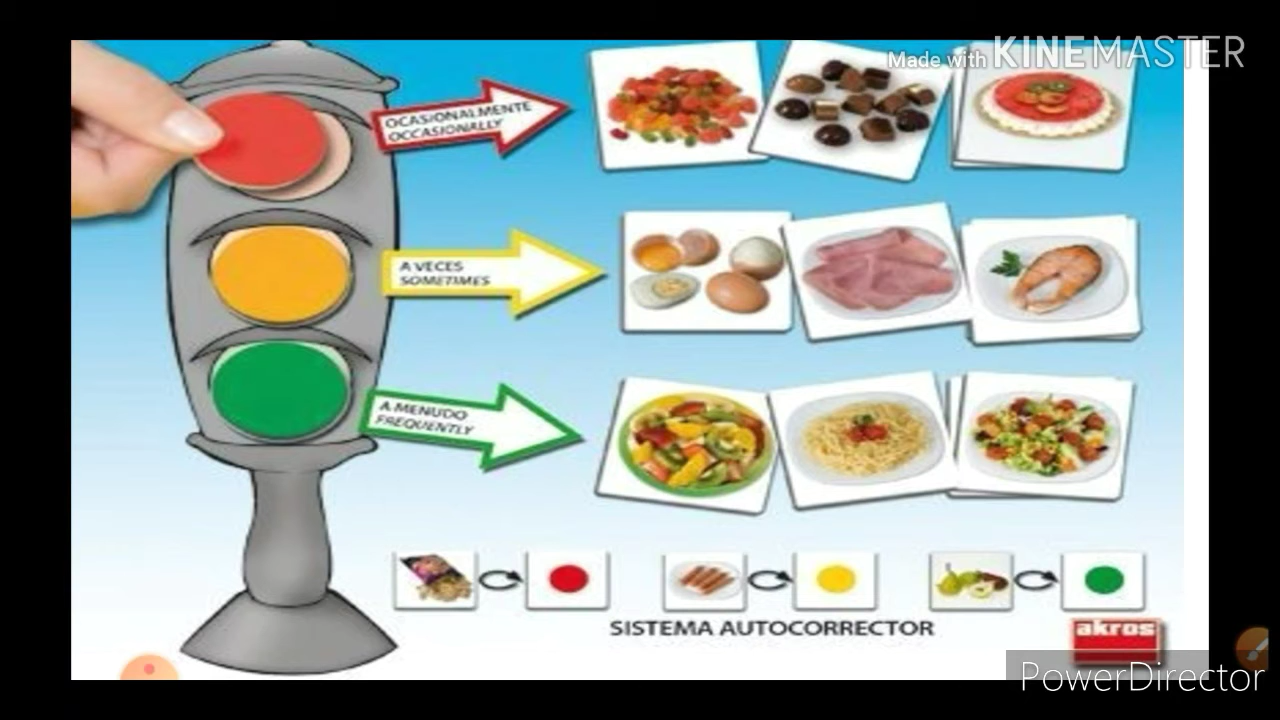 Made with KINEMASTER
OCASIONALMENTE
OCCASIONALLY
A VECES
SOMETIMES
A MENUDO
FREQUENTLY
SISTEMA AUTOCORRECTOR
akros
PowerDirector